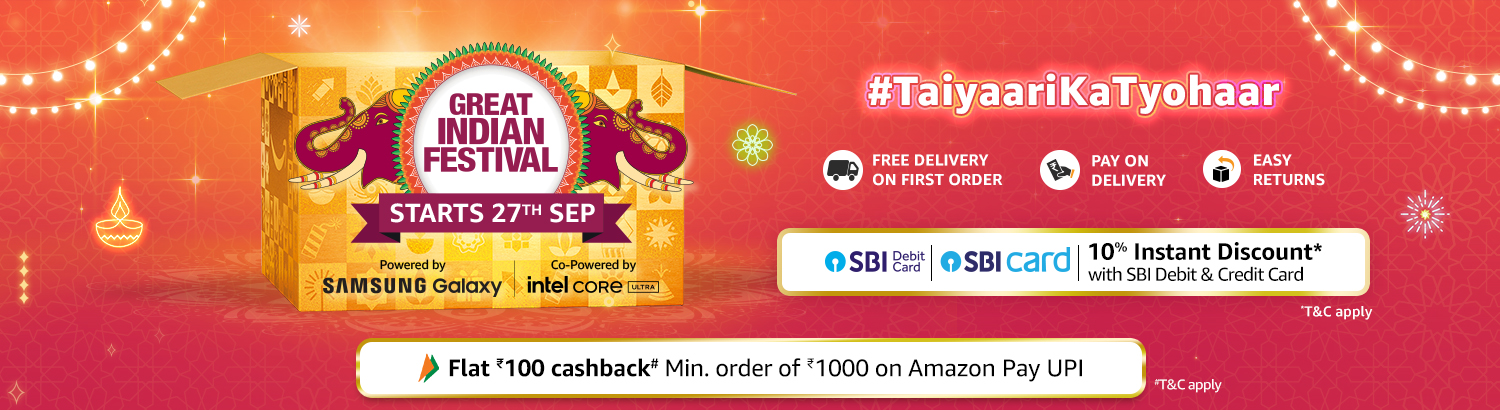 GREAT
INDIAN
FESTIVAL
STARTS 27TH SEP
Powered by
SAMSUNG Galaxy
Co-Powered by
intel CORE ULTRA
#TaiyaariKaTyohaar
FREE DELIVERY
ON FIRST ORDER
PAY ON
DELIVERY
EASY
RETURNS
SBI Debit
Card
SBI card
10% Instant Discount*
with SBI Debit & Credit Card
*T&C apply
Flat ₹100 cashback# Min. order of ₹1000 on Amazon Pay UPI
#T&C apply